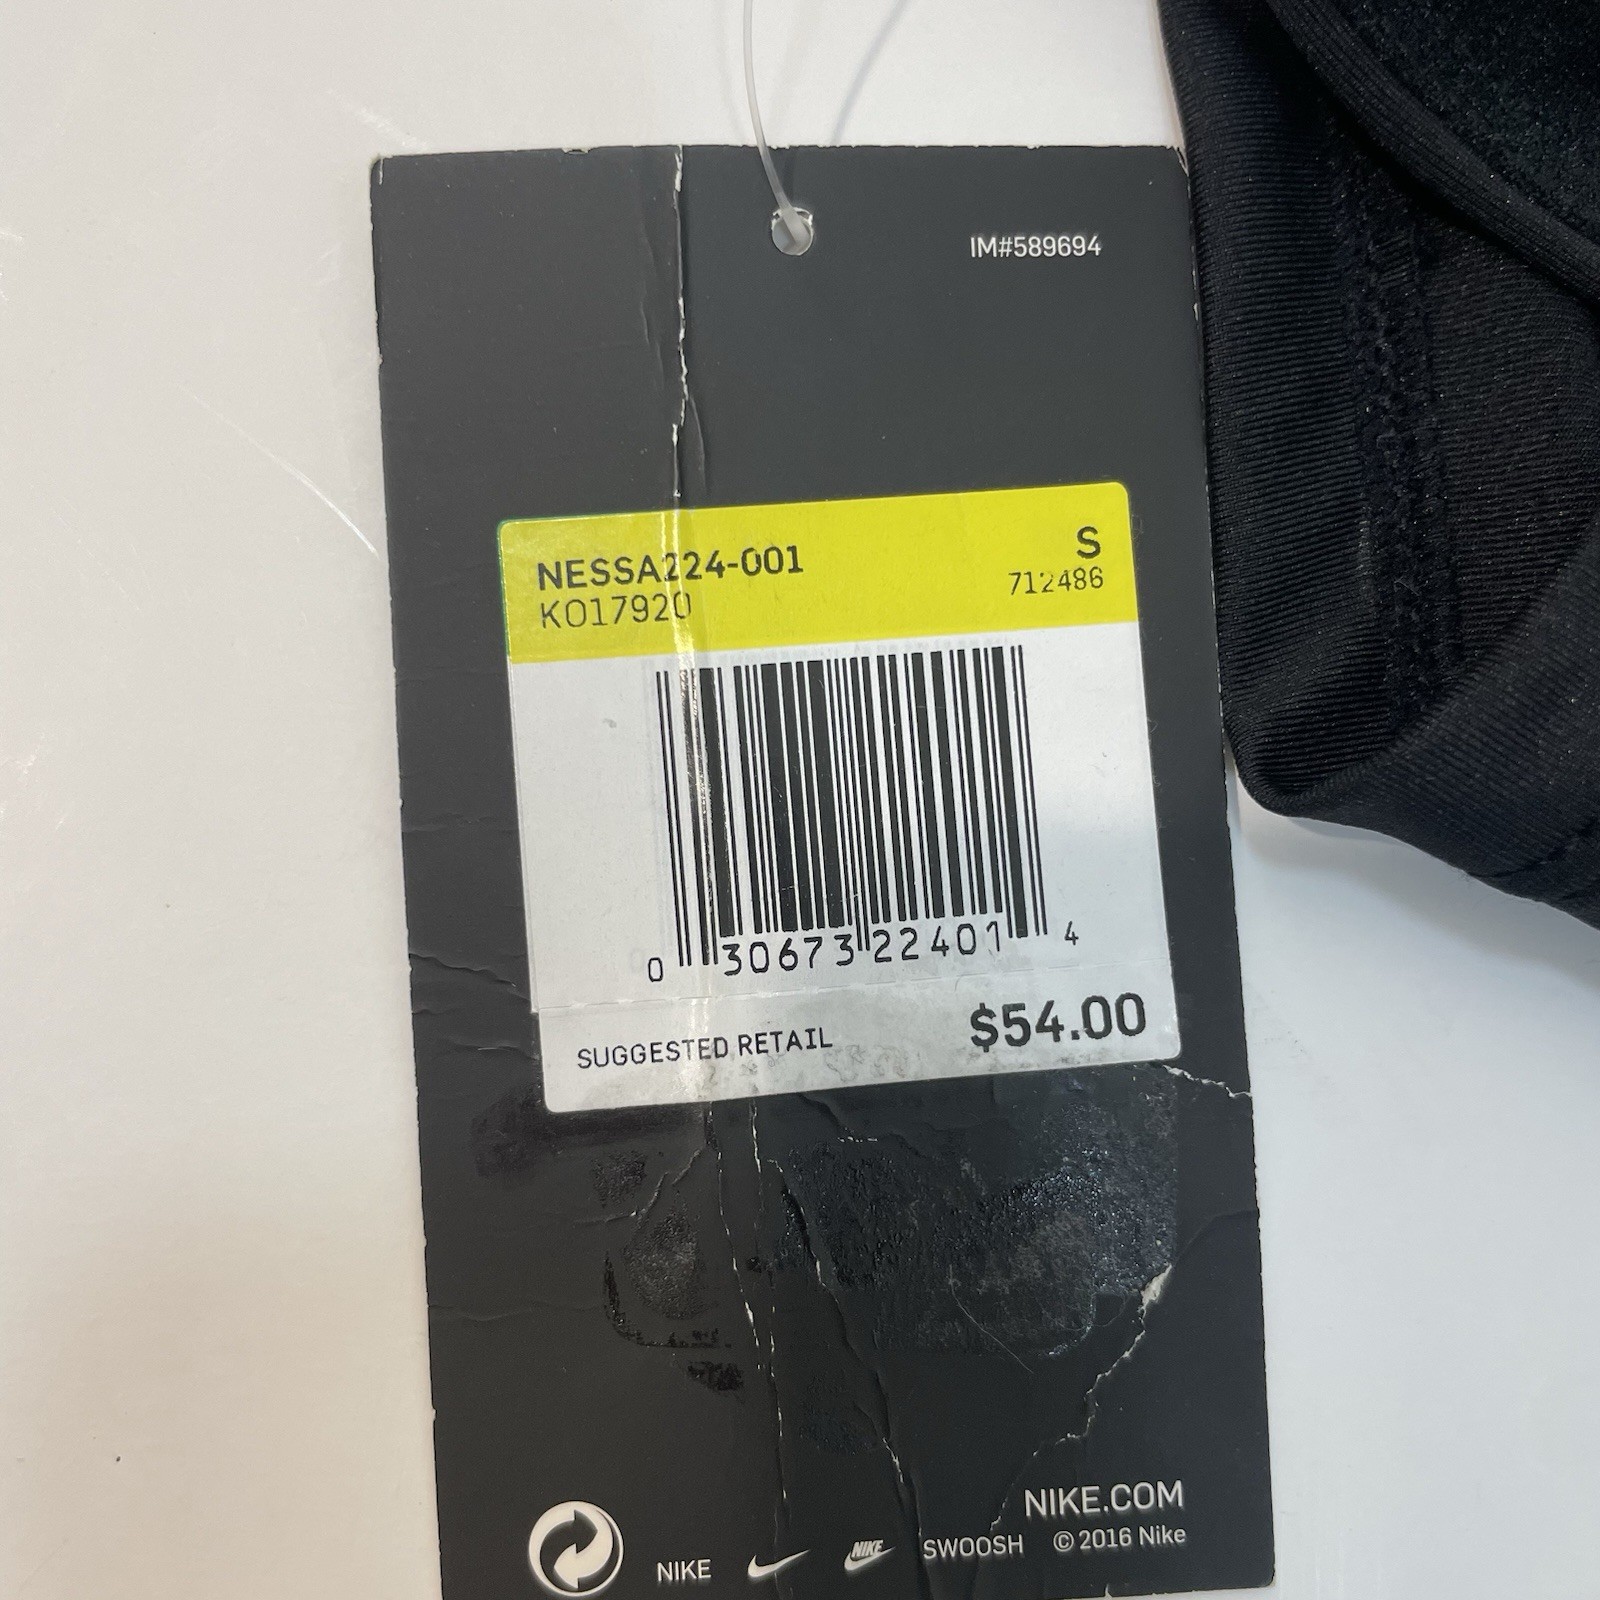 IM#589694
NESSA224-001
S
KO17920
712486
0 30673 22401 4
SUGGESTED RETAIL
$54.00
NIKE.COM
NIKE
NIKE
SWOOSH
© 2016 Nike